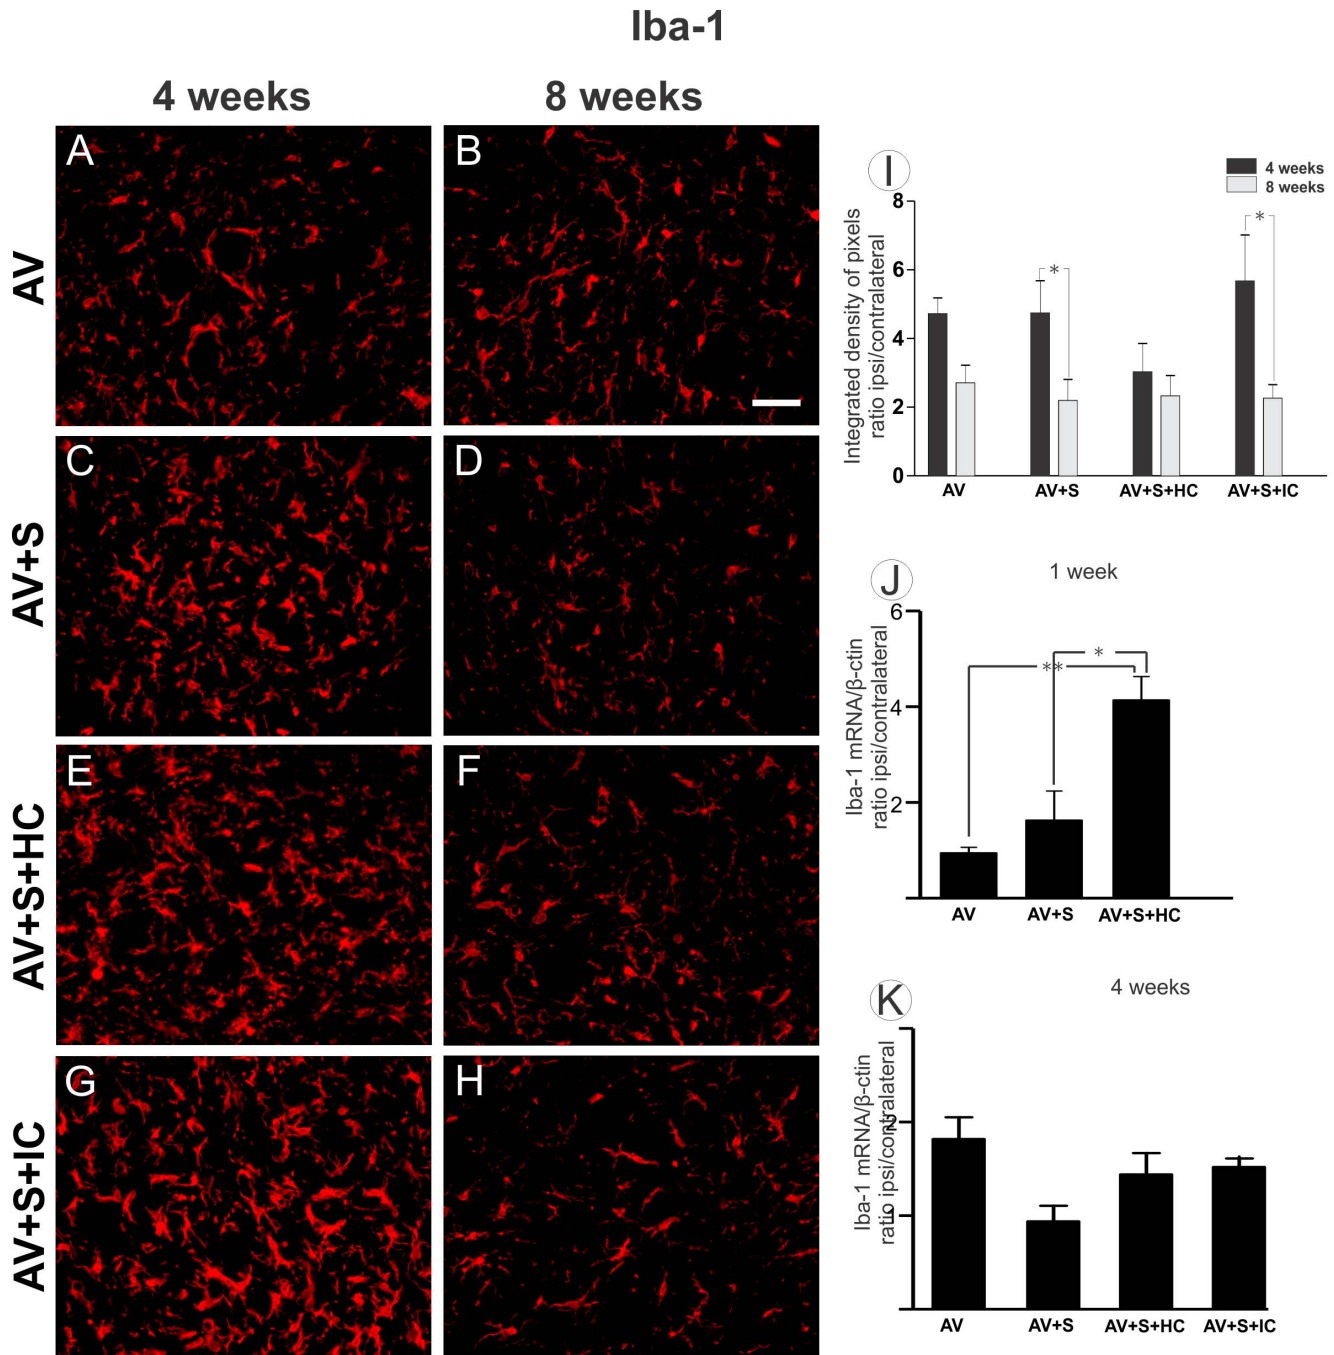 Iba-1
4 weeks
8 weeks
AV
A
B
AV+S
C
D
AV+S+HC
E
F
AV+S+IC
G
H
I
4 weeks
8 weeks
Integrated density of pixels
ratio ipsi/contralateral
8
6
4
2
0
*
*
AV
AV+S
AV+S+HC
AV+S+IC
J
1 week
Iba-1 mRNA/β-ctin
ratio ipsi/contralateral
6
4
2
**
*
AV
AV+S
AV+S+HC
K
4 weeks
Iba-1 mRNA/β-ctin
ratio ipsi/contralateral
2
1
AV
AV+S
AV+S+HC
AV+S+IC